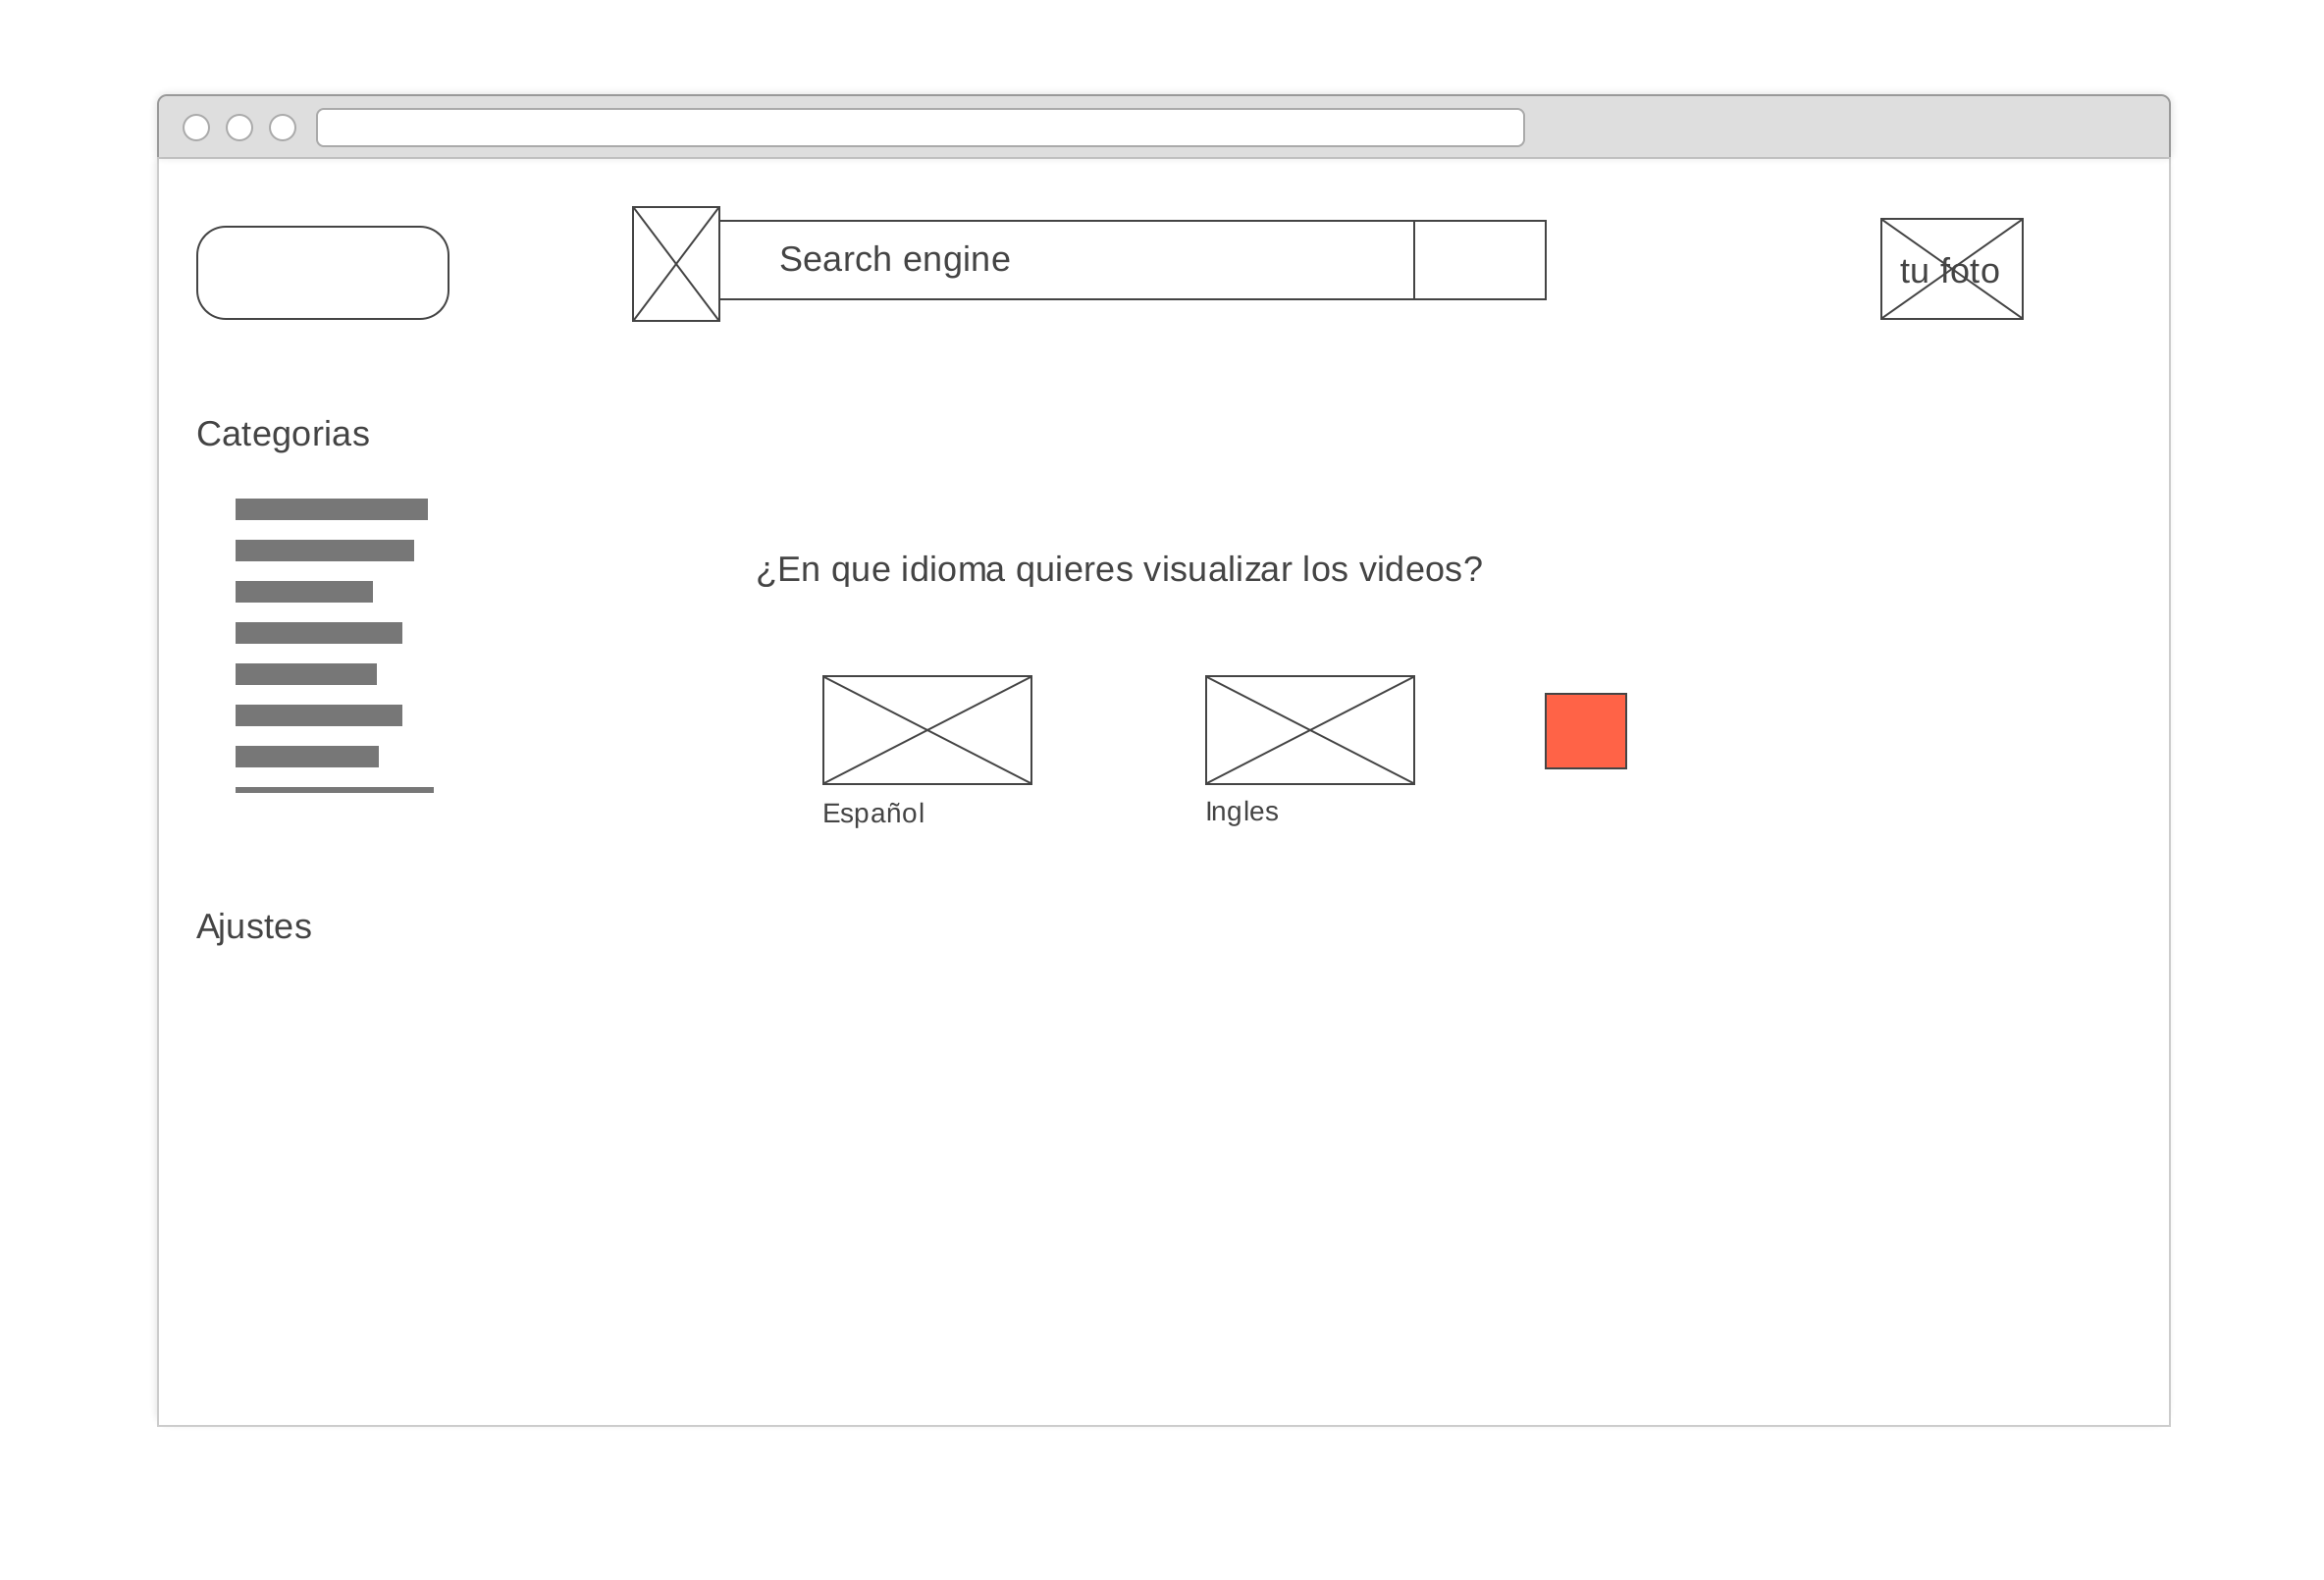 Search engine
tu foto
Categorias
¿En que idioma quieres visualizar los videos?
Español
Ingles
Ajustes